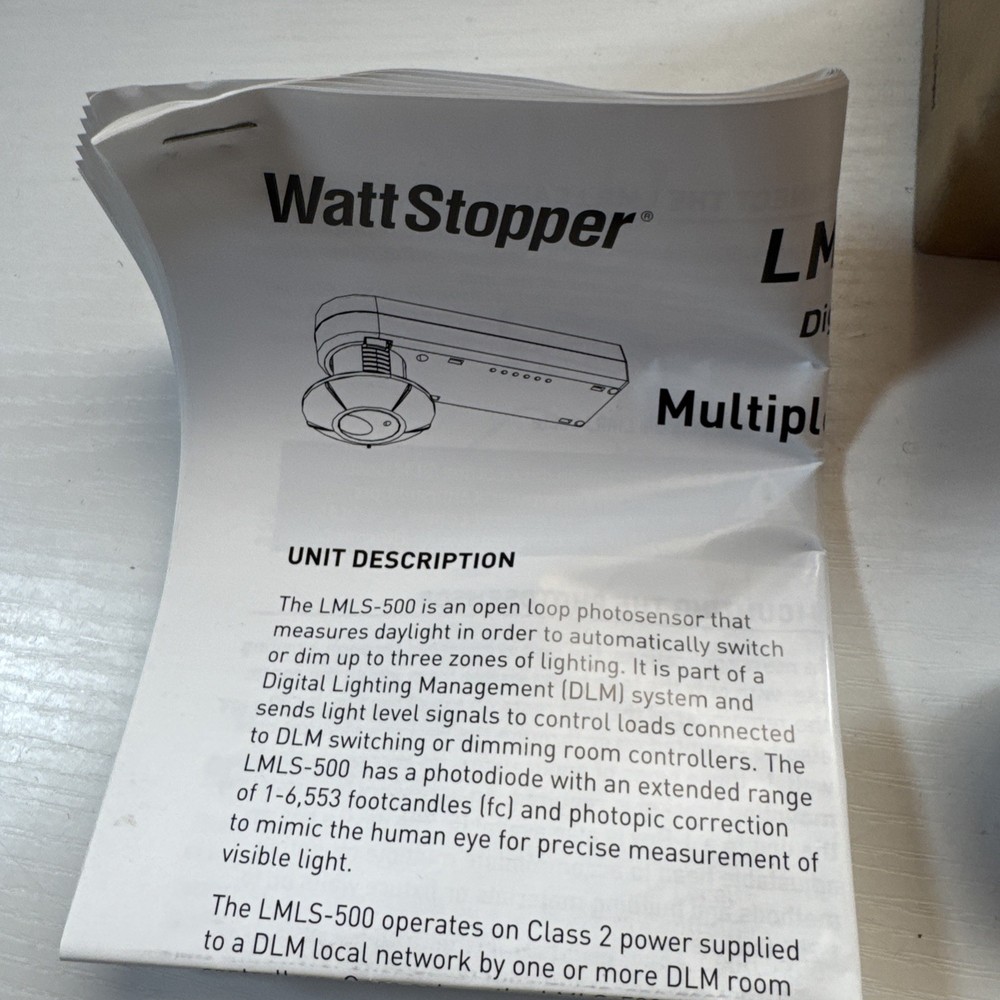 WattStopper®
LM
Di
Multipl
UNIT DESCRIPTION
The LMLS-500 is an open loop photosensor that
measures daylight in order to automatically switch
or dim up to three zones of lighting. It is part of a
Digital Lighting Management (DLM) system and
sends light level signals to control loads connected
to DLM switching or dimming room controllers. The
LMLS-500 has a photodiode with an extended range
of 1-6,553 footcandles (fc) and photopic correction
to mimic the human eye for precise measurement of
visible light.
The LMLS-500 operates on Class 2 power supplied
to a DLM local network by one or more DLM room